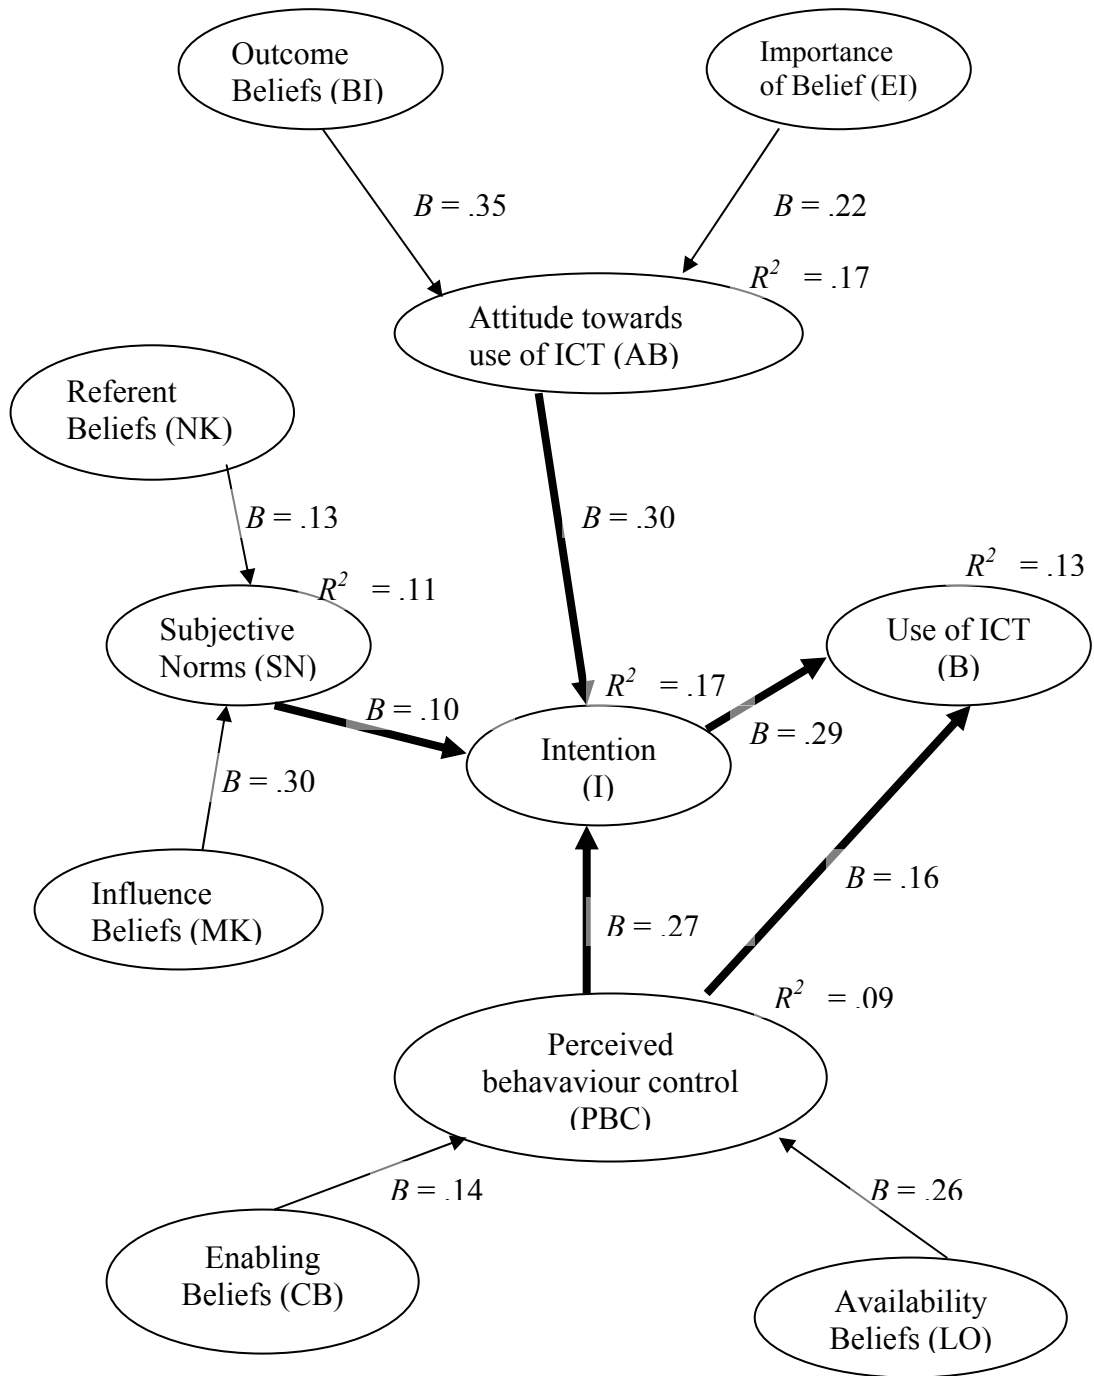 Outcome
Beliefs (BI)
Importance
of Belief (EI)
B = .35
B = .22
R² = .17
Attitude towards
use of ICT (AB)
Referent
Beliefs (NK)
B = .13
B = .30
R² = .11
R² = .13
Subjective
Norms (SN)
Use of ICT
(B)
R² = .17
B = .10
B = .29
Intention
(I)
B = .30
Influence
Beliefs (MK)
B = .16
B = .27
R² = .09
Perceived
behavaviour control
(PBC)
B = .14
B = .26
Enabling
Beliefs (CB)
Availability
Beliefs (LO)